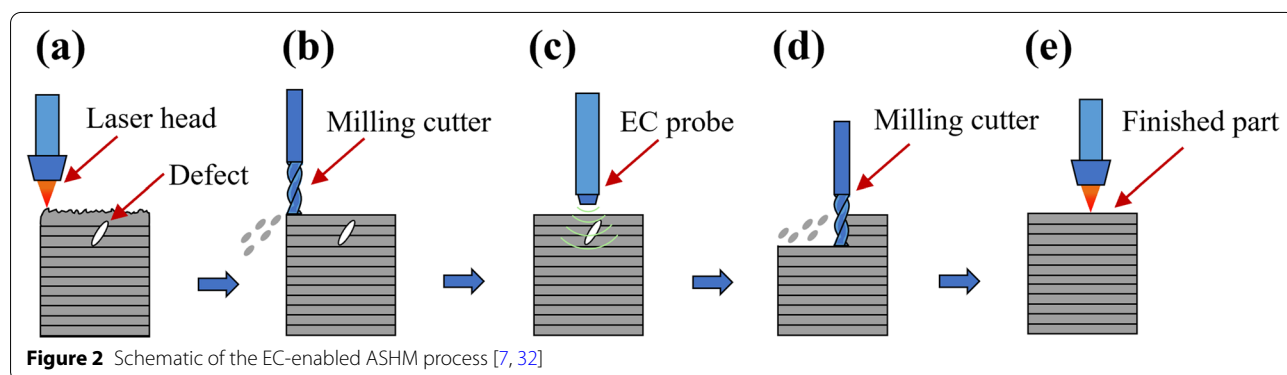 (a) (b) (c) (d) (e)
Laser head
Defect
Milling cutter
EC probe
Milling cutter
Finished part
Figure 2 Schematic of the EC-enabled ASHM process [7, 32]